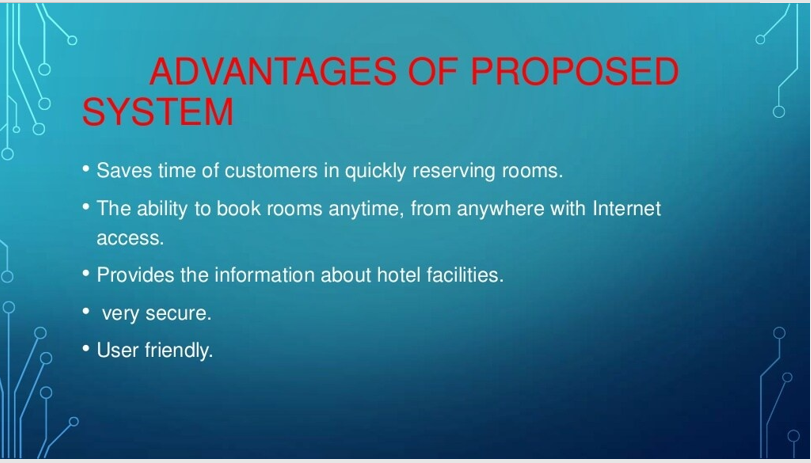 ADVANTAGES OF PROPOSED
SYSTEM
• Saves time of customers in quickly reserving rooms.
• The ability to book rooms anytime, from anywhere with Internet
access.
• Provides the information about hotel facilities.
• very secure.
• User friendly.